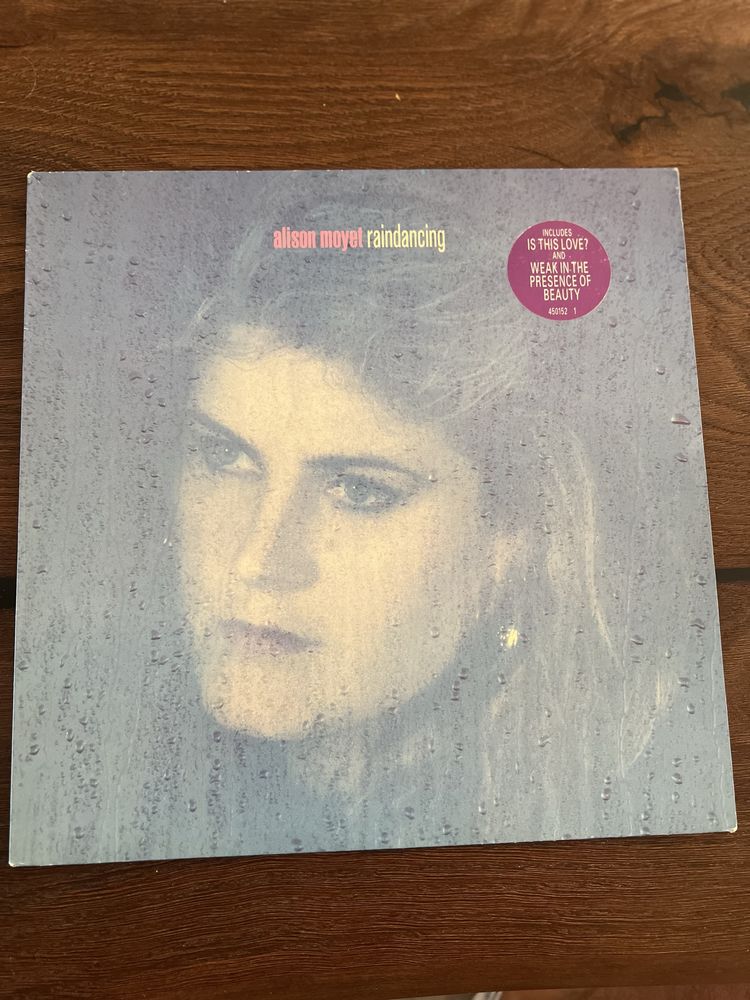 alison moyet raindancing
INCLUDES
IS THIS LOVE?
AND
WEAK IN THE
PRESENCE OF
BEAUTY
450152 1